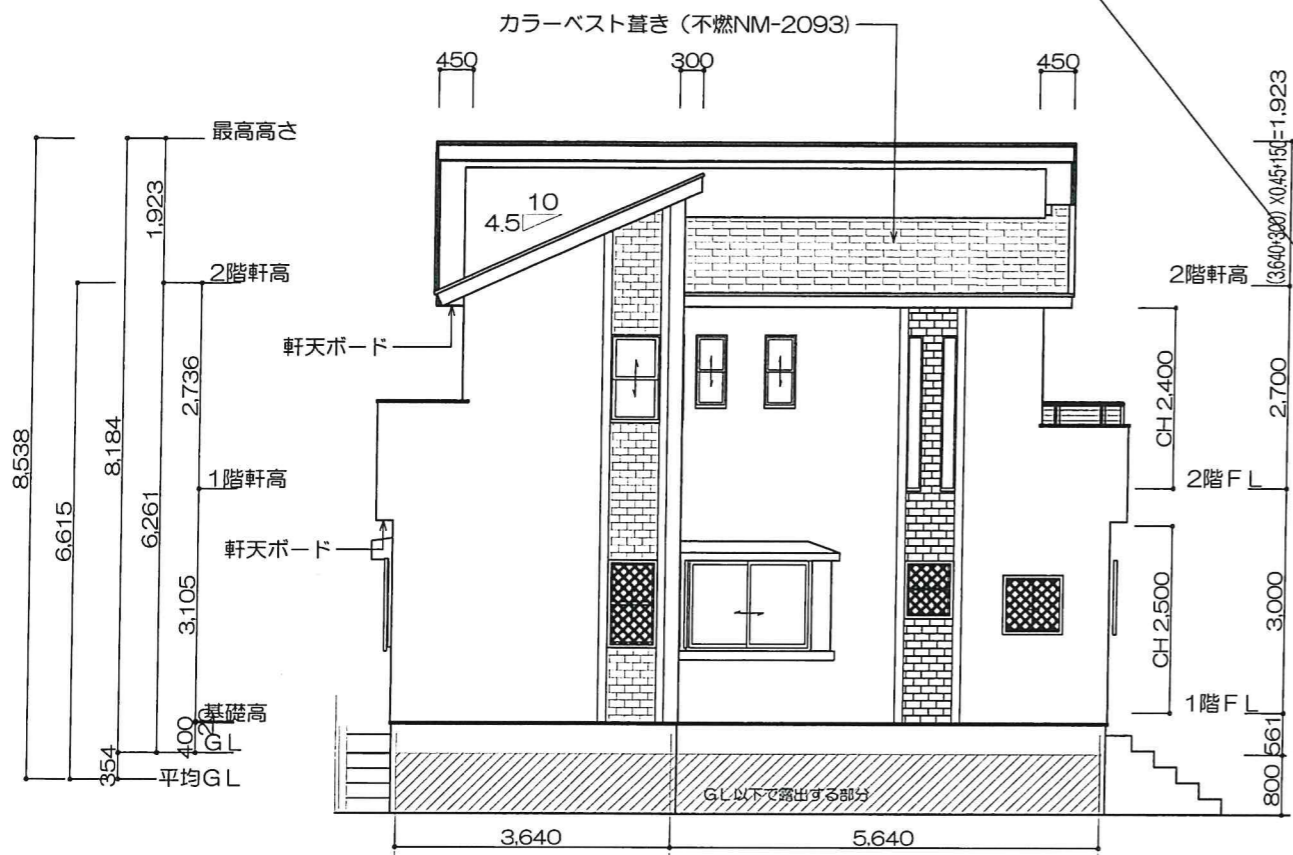 カラーベスト葺き（不燃NM-2093）
450
300
450
最高高さ
10
4.5
2階軒高
軒天ボード
1階軒高
軒天ボード
基礎高
GL
平均GL
8,538
6,615
8,184
6,261
1,923
2,736
3,105
400
20
354
(3,640+300) X0.45+150=1,923
2階軒高
CH 2,400
2,700
2階FL
CH 2,500
3,000
1階FL
561
800
GL以下で露出する部分
3,640
5,640